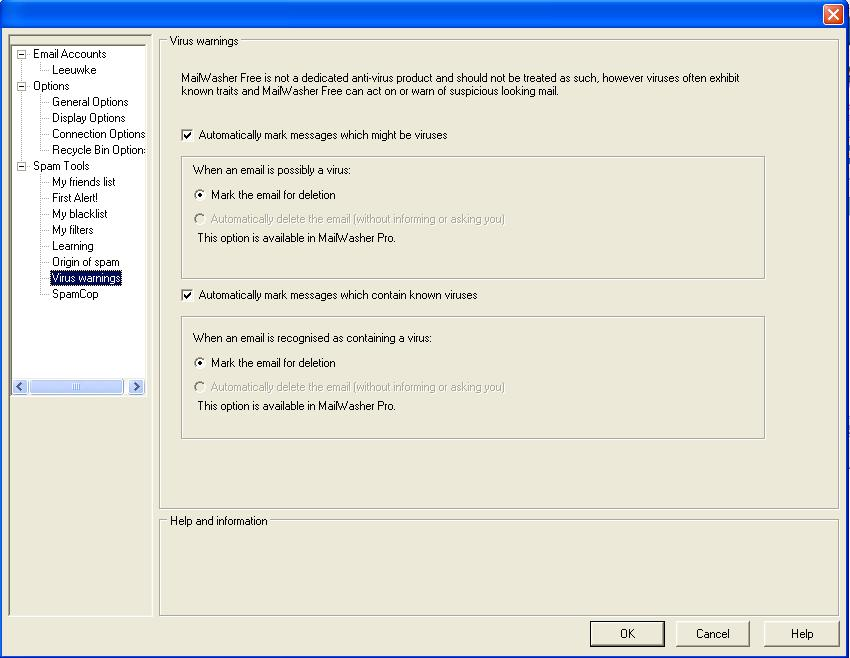 Email Accounts
Leeuwke
Options
General Options
Display Options
Connection Options
Recycle Bin Option
Spam Tools
My friends list
First Alert!
My blacklist
My filters
Learning
Origin of spam
Virus warnings
SpamCop
Virus warnings
MailWasher Free is not a dedicated anti-virus product and should not be treated as such, however viruses often exhibit
known traits and MailWasher Free can act on or warn of suspicious looking mail.
Automatically mark messages which might be viruses
When an email is possibly a virus:
Mark the email for deletion
Automatically delete the email (without informing or asking you)
This option is available in MailWasher Pro.
Automatically mark messages which contain known viruses
When an email is recognised as containing a virus:
Mark the email for deletion
Automatically delete the email (without informing or asking you)
This option is available in MailWasher Pro.
Help and information
OK
Cancel
Help